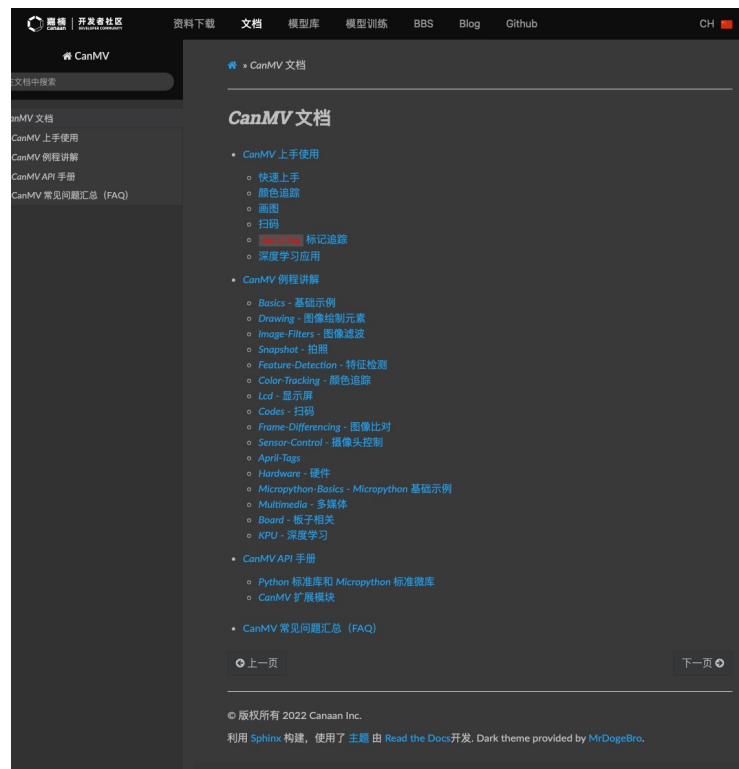 嘉楠 canaan | 开发者社区 DEVELOPER COMMUNITY
资料下载 文档 模型库 模型训练 BBS Blog Github CH
CanMV
文档中搜索
CanMV 上手使用
CanMV 例程讲解
CanMV API 手册
CanMV 常见问题汇总（FAQ）
» CanMV 文档
CanMV 文档
CanMV 上手使用
快速上手
颜色追踪
画图
扫码
标记追踪
深度学习应用
CanMV 例程讲解
Basics - 基础示例
Drawing - 图像绘制元素
Image-Filters - 图像滤波
Snapshot - 拍照
Feature-Detection - 特征检测
Color-Tracking - 颜色追踪
Lcd - 显示屏
Codes - 扫码
Frame-Differencing - 图像比对
Sensor-Control - 摄像头控制
April-Tags
Hardware - 硬件
Micropython-Basics - Micropython 基础示例
Multimedia - 多媒体
Board - 板子相关
KPU - 深度学习
CanMV API 手册
Python 标准库和 Micropython 标准微库
CanMV 扩展模块
CanMV 常见问题汇总（FAQ）
上一页
下一页
© 版权所有 2022 Canaan Inc.
利用 Sphinx 构建，使用了 主题 由 Read the Docs开发. Dark theme provided by MrDogeBro.